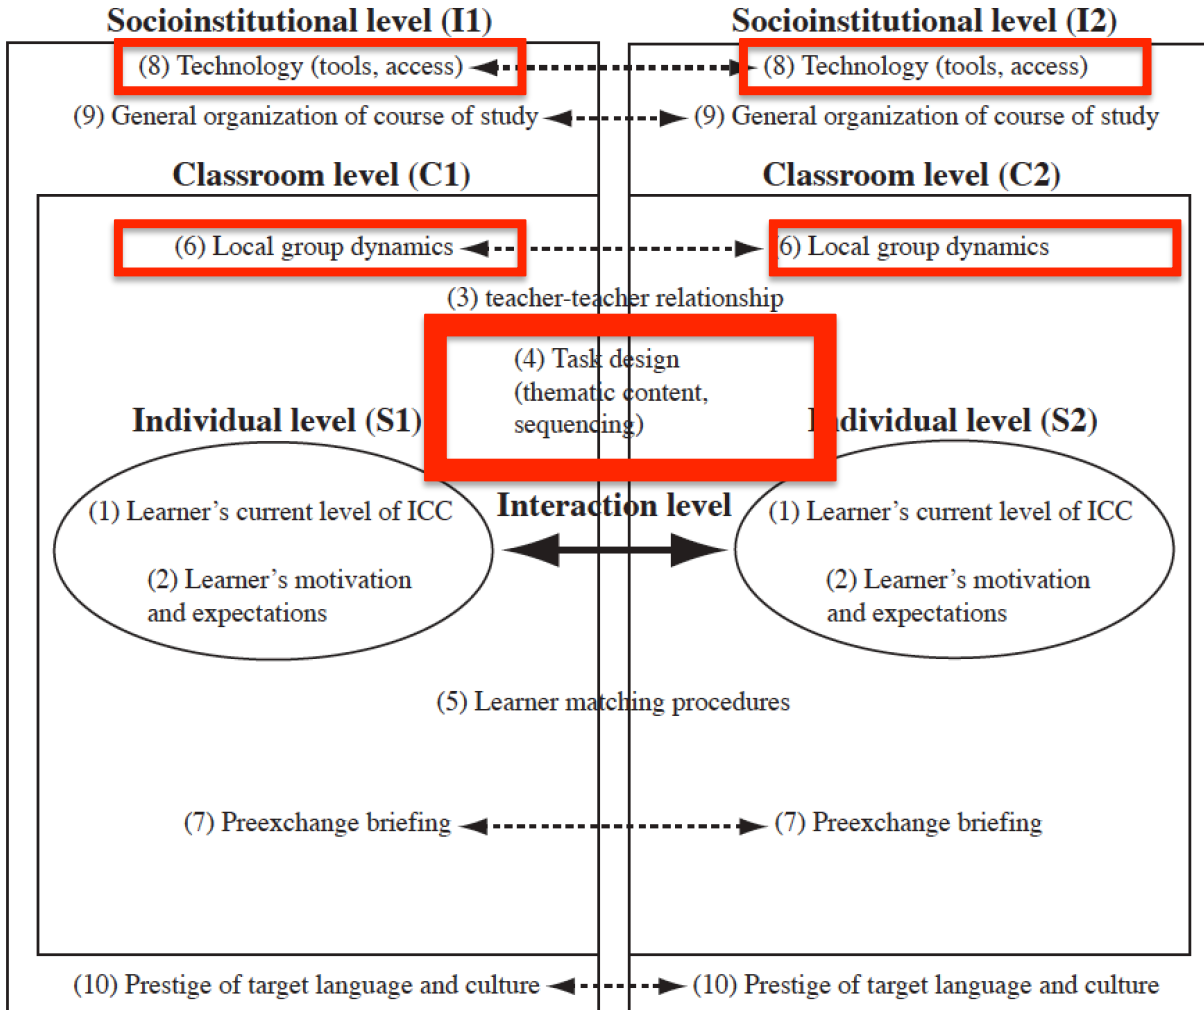 Socioinstitutional level (I1)
Socioinstitutional level (I2)
(8) Technology (tools, access)
(8) Technology (tools, access)
(9) General organization of course of study
(9) General organization of course of study
Classroom level (C1)
Classroom level (C2)
(6) Local group dynamics
(6) Local group dynamics
(3) teacher-teacher relationship
(4) Task design
(thematic content,
sequencing)
Individual level (S1)
Individual level (S2)
Interaction level
(1) Learner's current level of ICC
(1) Learner's current level of ICC
(2) Learner's motivation
and expectations
(2) Learner's motivation
and expectations
(5) Learner matching procedures
(7) Preexchange briefing
(7) Preexchange briefing
(10) Prestige of target language and culture
(10) Prestige of target language and culture